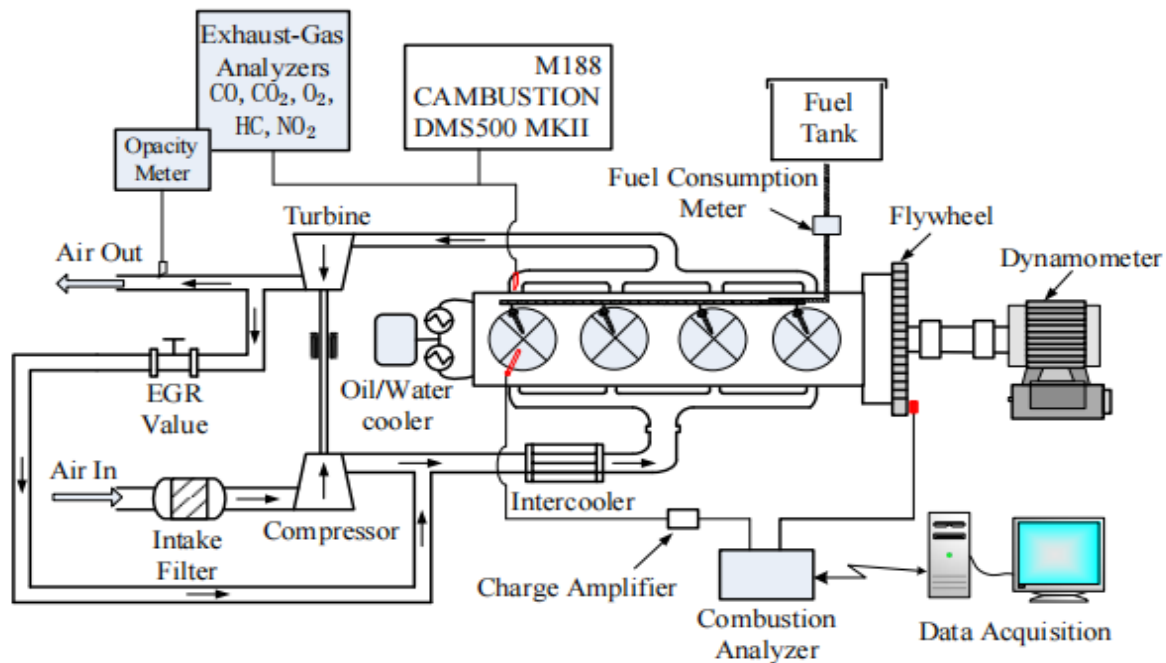 Exhaust-Gas
Analyzers
CO, CO₂, O₂,
HC, NO₂
M188
CAMBUSTION
DMS500 MKII
Fuel
Tank
Opacity
Meter
Fuel Consumption
Meter
Flywheel
Turbine
Air Out
Dynamometer
EGR
Value
Oil/Water
cooler
Air In
Intercooler
Compressor
Intake
Filter
Charge Amplifier
Combustion
Analyzer
Data Acquisition